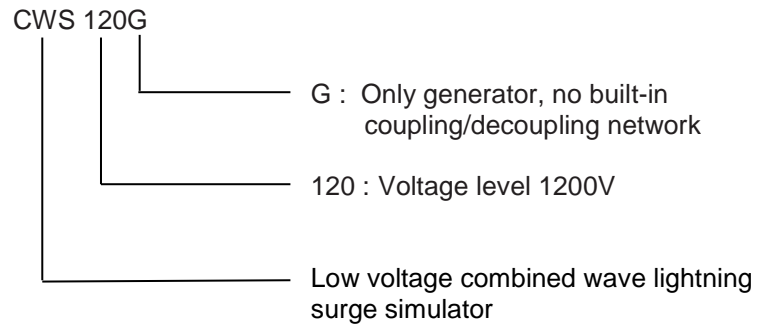 CWS 120G
G : Only generator, no built-in
coupling/decoupling network
120 : Voltage level 1200V
Low voltage combined wave lightning
surge simulator